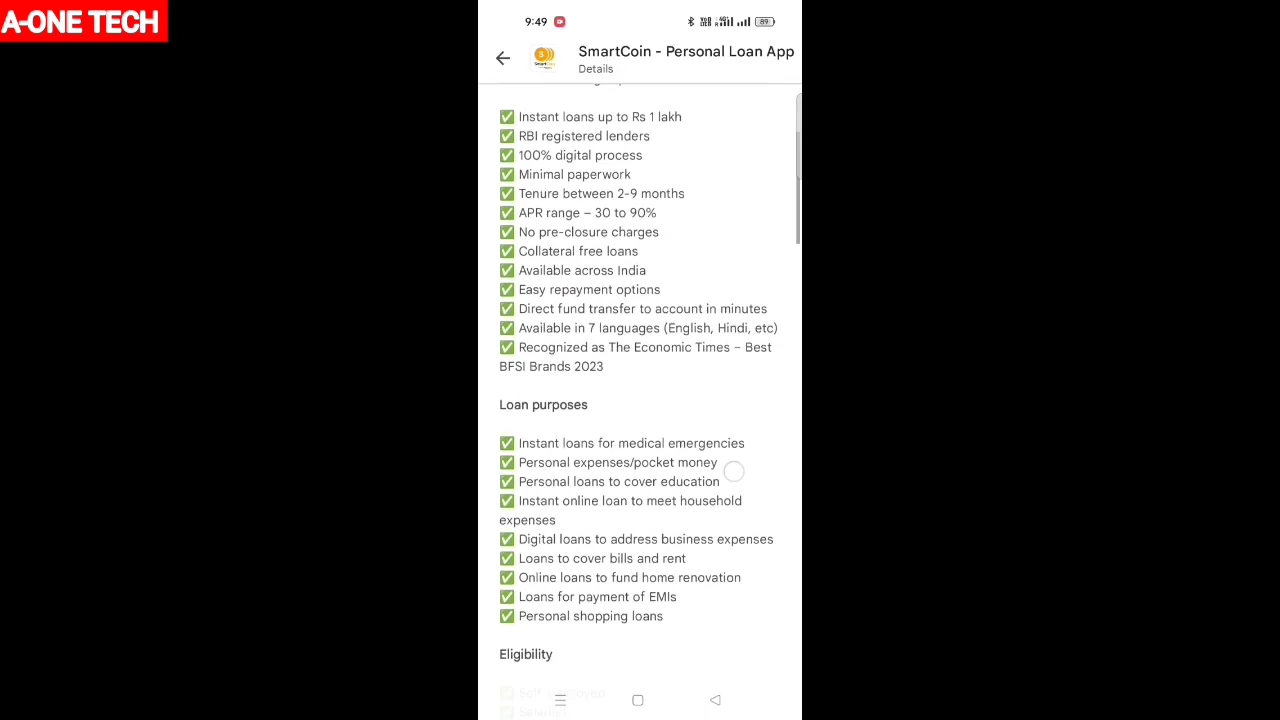 A-ONE TECH
9:49
89
SmartCoin - Personal Loan App
Details
✅ Instant loans up to Rs 1 lakh
✅ RBI registered lenders
✅ 100% digital process
✅ Minimal paperwork
✅ Tenure between 2-9 months
✅ APR range – 30 to 90%
✅ No pre-closure charges
✅ Collateral free loans
✅ Available across India
✅ Easy repayment options
✅ Direct fund transfer to account in minutes
✅ Available in 7 languages (English, Hindi, etc)
✅ Recognized as The Economic Times – Best
BFSI Brands 2023
Loan purposes
✅ Instant loans for medical emergencies
✅ Personal expenses/pocket money
✅ Personal loans to cover education
✅ Instant online loan to meet household
expenses
✅ Digital loans to address business expenses
✅ Loans to cover bills and rent
✅ Online loans to fund home renovation
✅ Loans for payment of EMIs
✅ Personal shopping loans
Eligibility